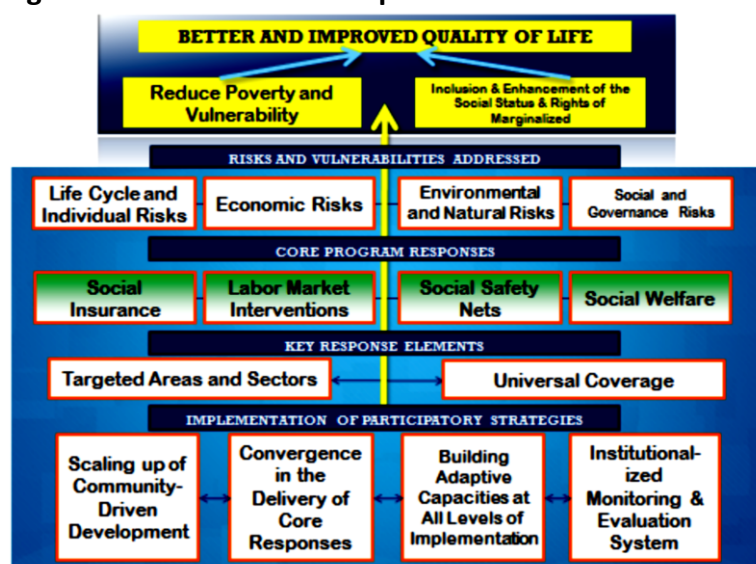 BETTER AND IMPROVED QUALITY OF LIFE
Reduce Poverty and
Vulnerability
Inclusion & Enhancement of the
Social Status & Rights of
Marginalized
RISKS AND VULNERABILITIES ADDRESSED
Life Cycle and
Individual Risks
Economic Risks
Environmental
and Natural Risks
Social and
Governance Risks
CORE PROGRAM RESPONSES
Social
Insurance
Labor Market
Interventions
Social Safety
Nets
Social Welfare
KEY RESPONSE ELEMENTS
Targeted Areas and Sectors
Universal Coverage
IMPLEMENTATION OF PARTICIPATORY STRATEGIES
Scaling up of
Community-
Driven
Development
Convergence
in the
Delivery of
Core
Responses
Building
Adaptive
Capacities at
All Levels of
Implementation
Institutional-
ized
Monitoring &
Evaluation
System